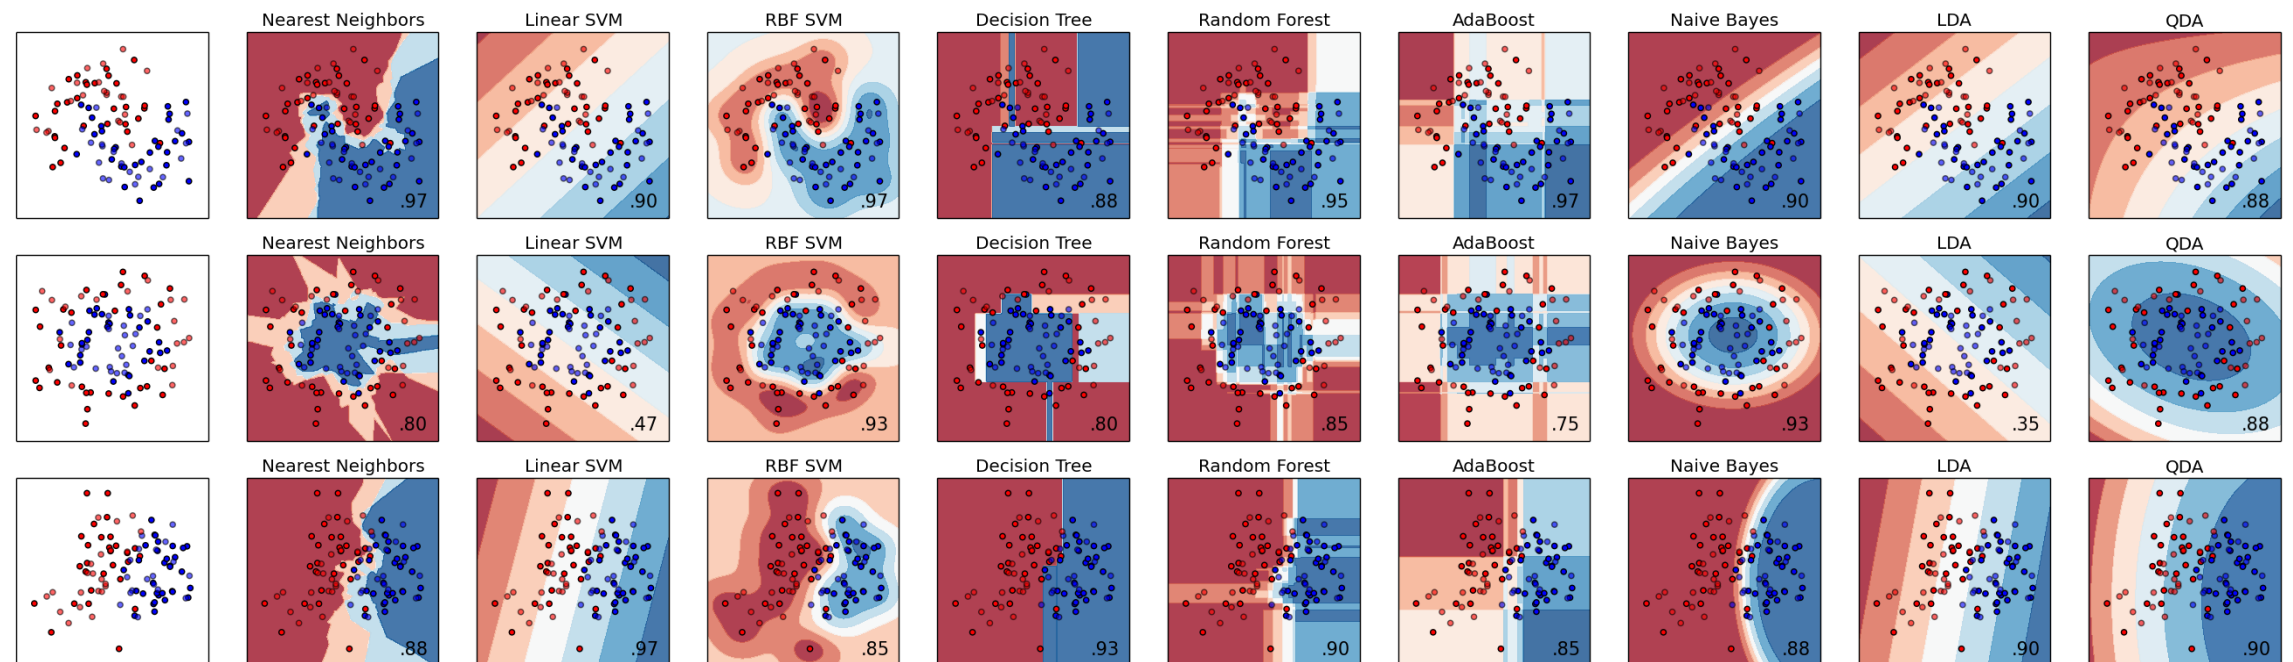 Nearest Neighbors Linear SVM RBF SVM Decision Tree Random Forest AdaBoost Naive Bayes LDA QDA
.97 .90 .97 .88 .95 .97 .90 .90 .88
Nearest Neighbors Linear SVM RBF SVM Decision Tree Random Forest AdaBoost Naive Bayes LDA QDA
.80 .47 .93 .80 .85 .75 .93 .35 .88
Nearest Neighbors Linear SVM RBF SVM Decision Tree Random Forest AdaBoost Naive Bayes LDA QDA
.88 .97 .85 .93 .90 .85 .88 .90 .90